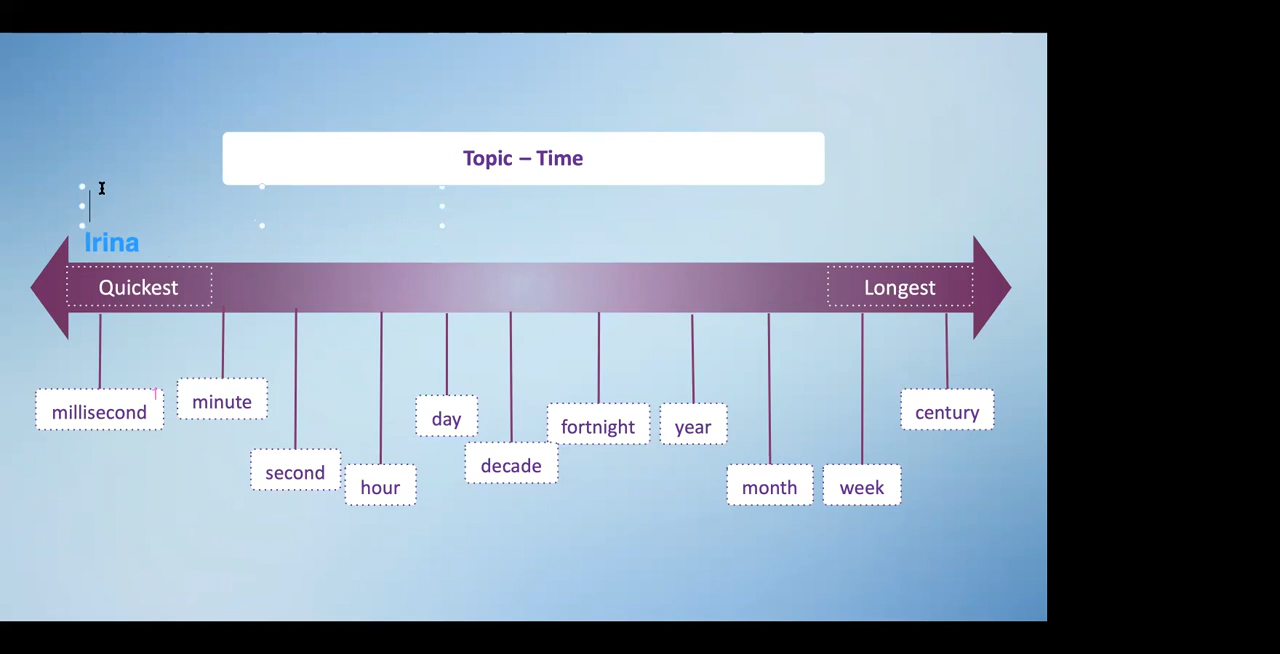 Topic – Time
Irina
Quickest
Longest
millisecond
minute
second
hour
day
decade
fortnight
year
month
week
century